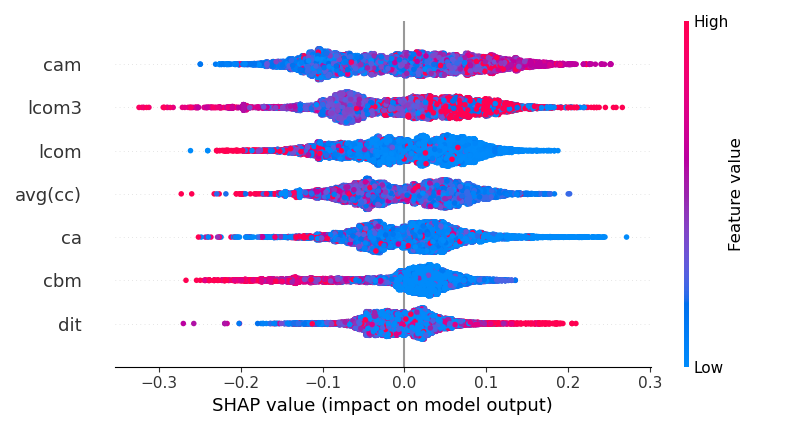 High
cam
lcom3
lcom
avg(cc)
ca
cbm
dit
Feature value
Low
−0.3 −0.2 −0.1 0.0 0.1 0.2 0.3
SHAP value (impact on model output)